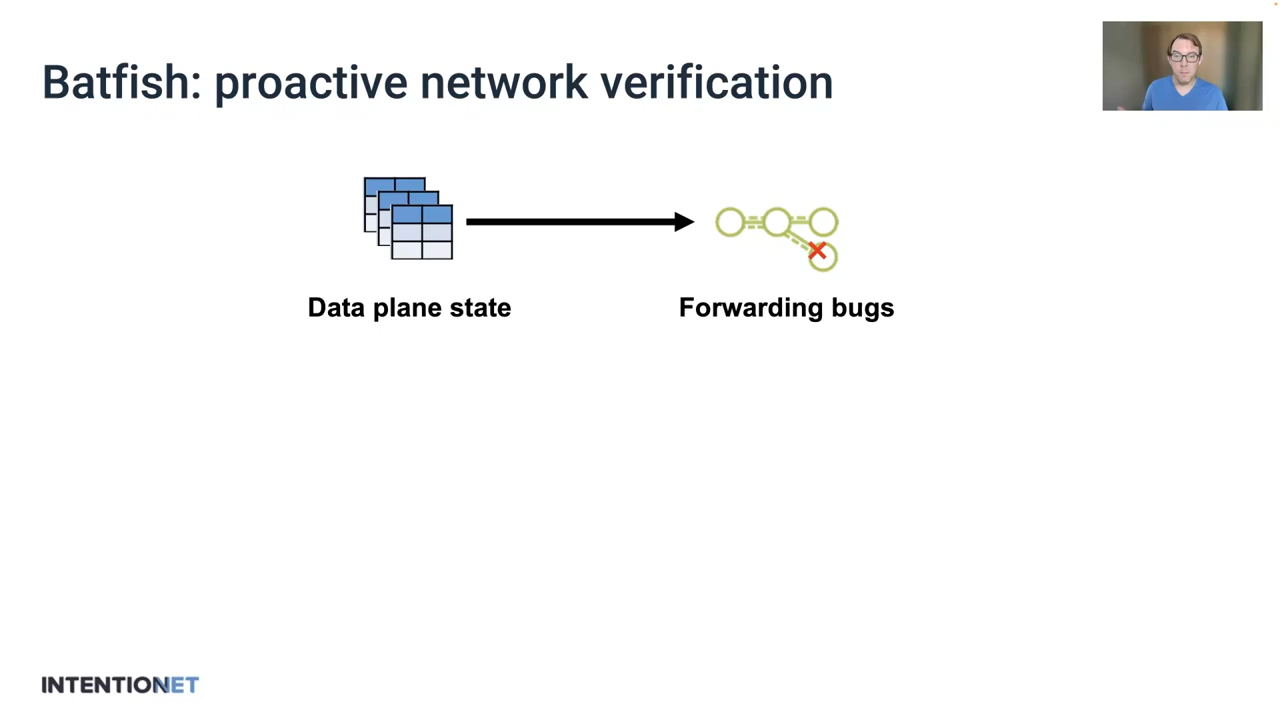 Batfish: proactive network verification
Data plane state
Forwarding bugs
INTENTIONET